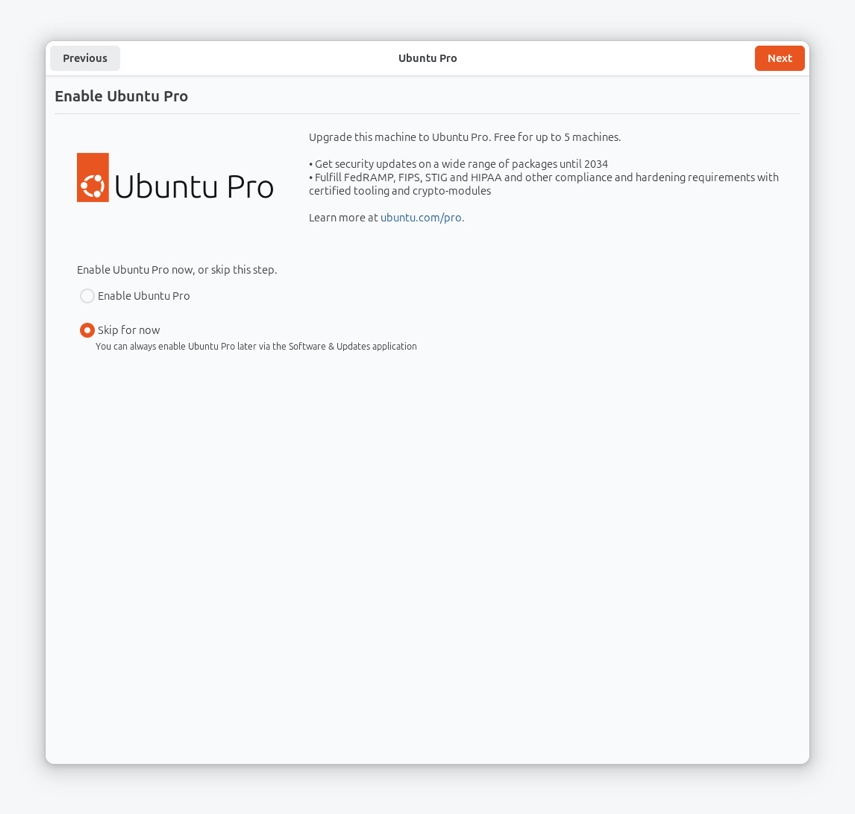 Previous
Ubuntu Pro
Next
Enable Ubuntu Pro
Ubuntu Pro
Upgrade this machine to Ubuntu Pro. Free for up to 5 machines.
• Get security updates on a wide range of packages until 2034
• Fulfill FedRAMP, FIPS, STIG and HIPAA and other compliance and hardening requirements with
certified tooling and crypto-modules
Learn more at ubuntu.com/pro.
Enable Ubuntu Pro now, or skip this step.
Enable Ubuntu Pro
Skip for now
You can always enable Ubuntu Pro later via the Software & Updates application